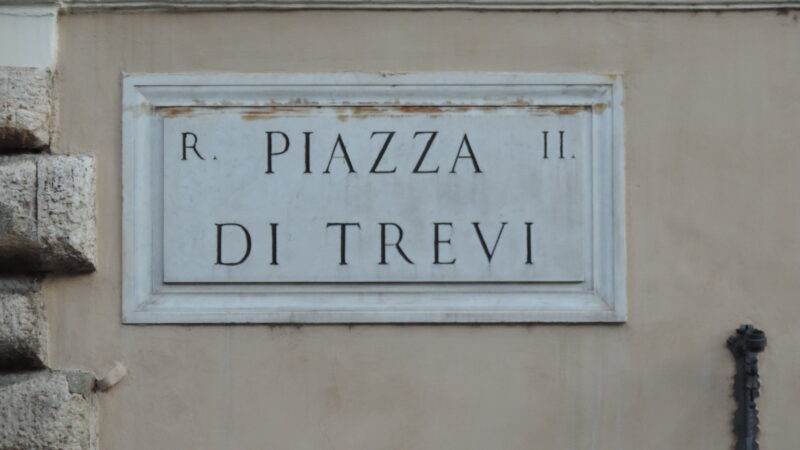 R. PIAZZA II.
DI TREVI